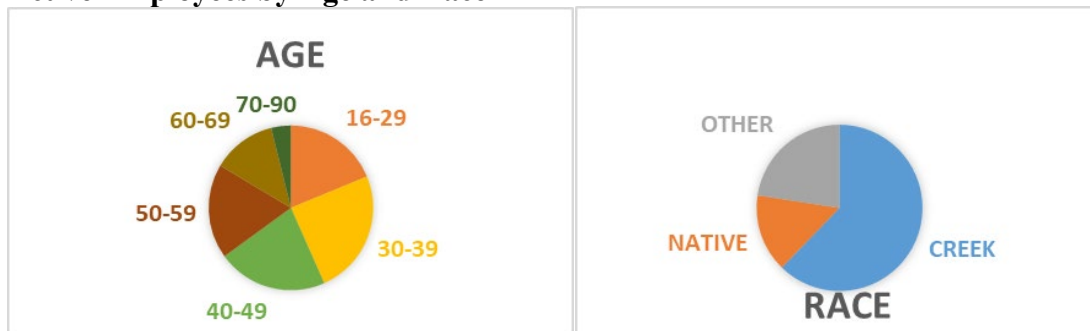 AGE
70-90
60-69
16-29
50-59
30-39
40-49
OTHER
NATIVE
CREEK
RACE